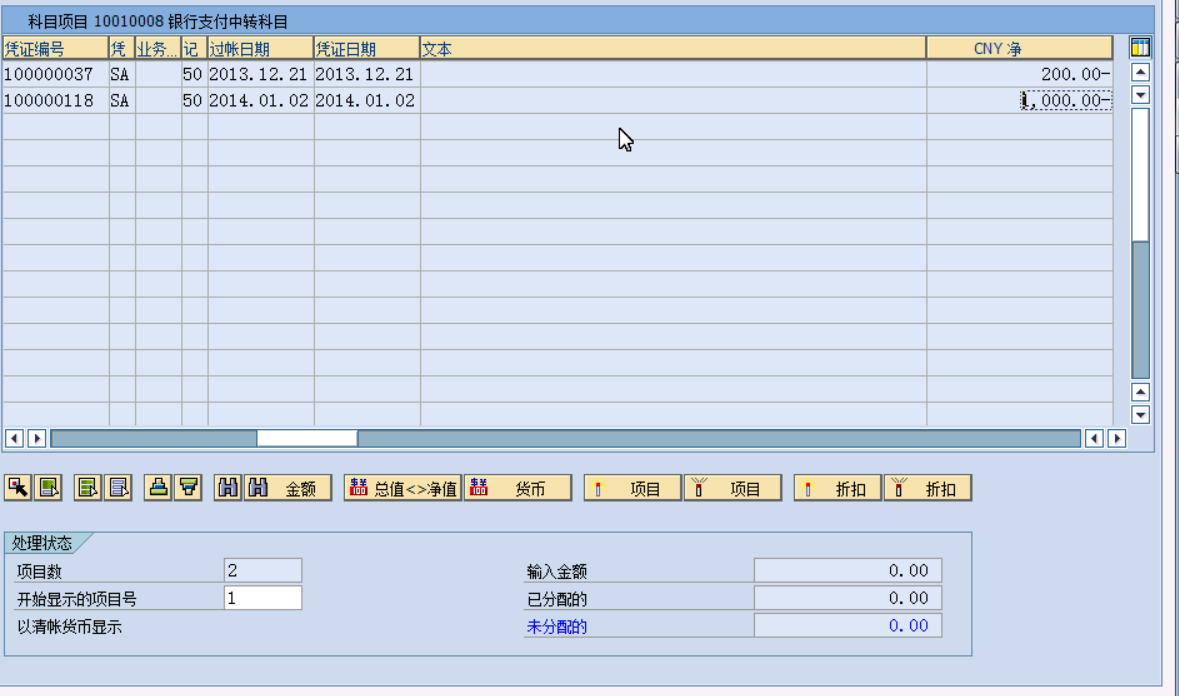 科目项目 10010008 银行支付中转科目
凭证编号 凭 业务... 记 过帐日期 凭证日期 文本 CNY 净
100000037 SA 50 2013.12.21 2013.12.21 200.00-
100000118 SA 50 2014.01.02 2014.01.02 1,000.00-
金额 总值<>净值 货币 项目 项目 折扣 折扣
处理状态
项目数 2 输入金额 0.00
开始显示的项目号 1 已分配的 0.00
以清帐货币显示 未分配的 0.00